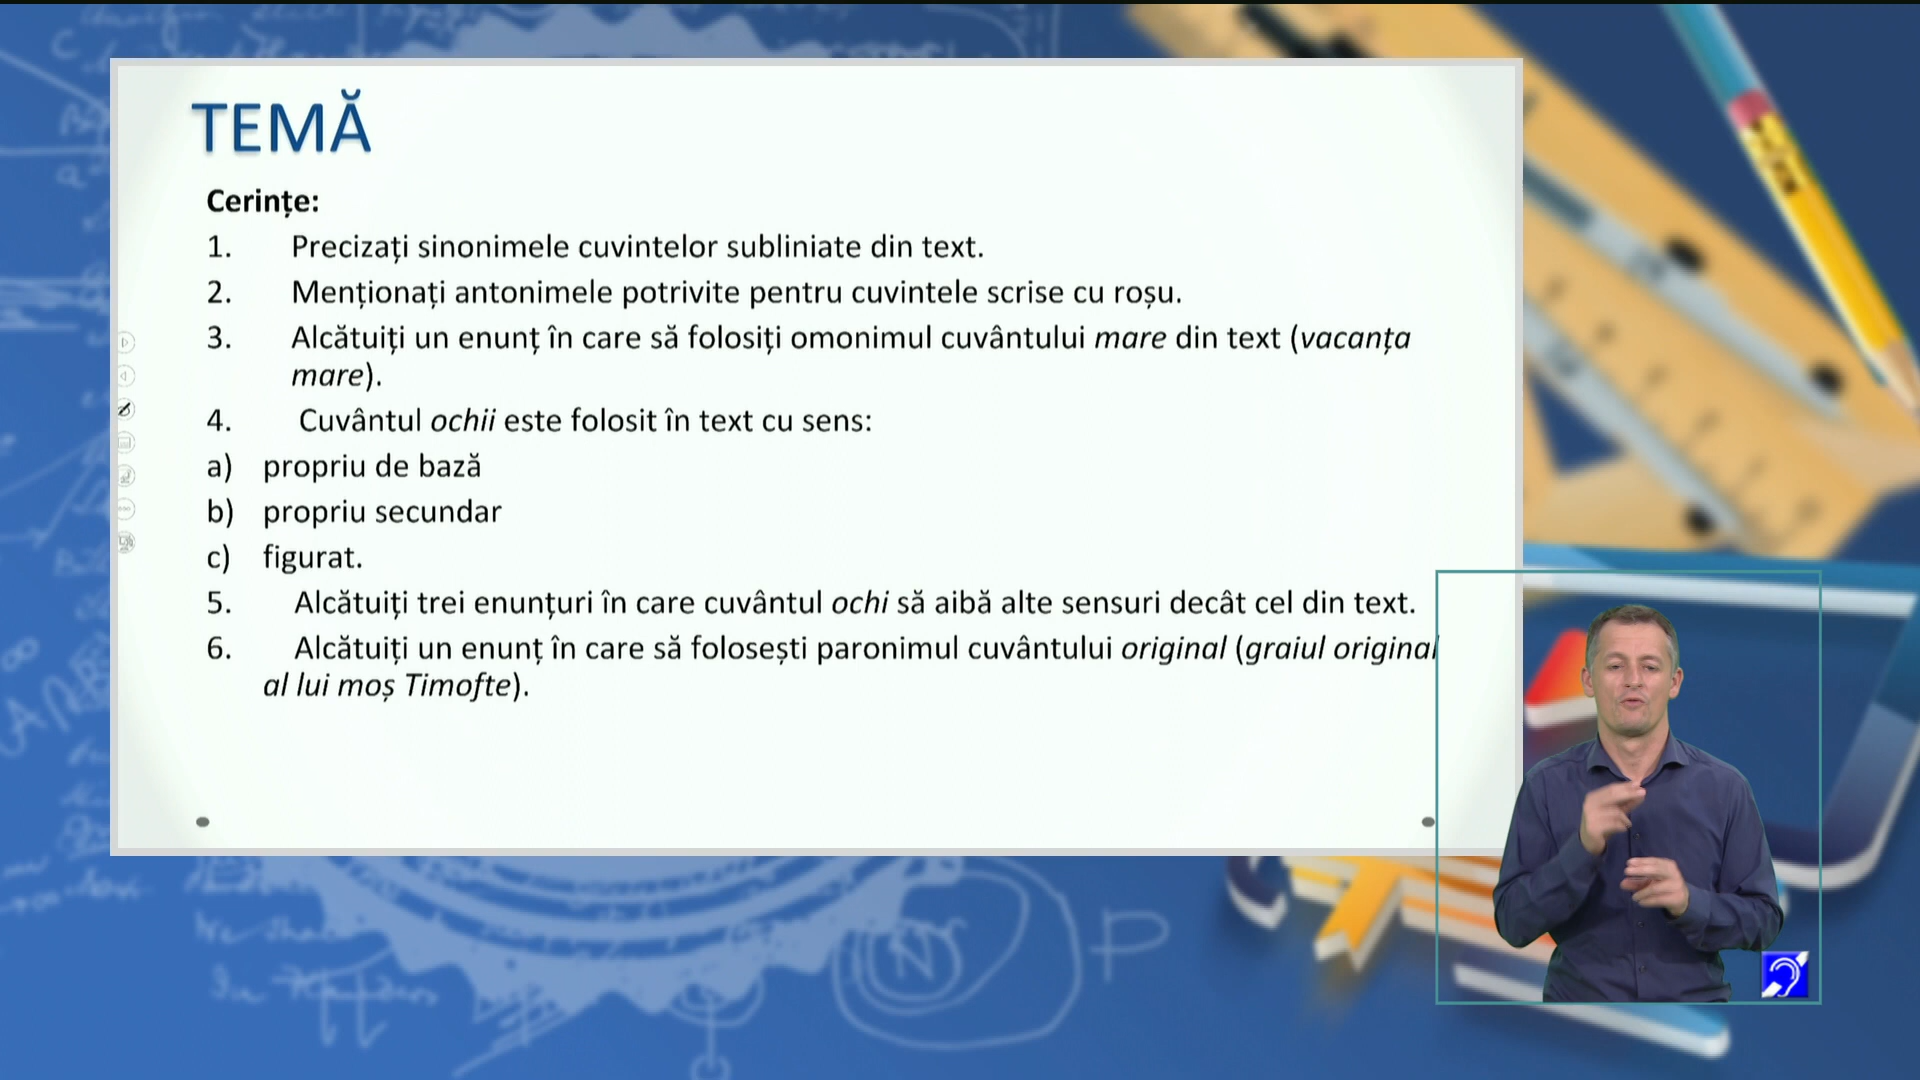 TEMĂ
Cerințe:
1. Precizați sinonimele cuvintelor subliniate din text.
2. Menționați antonimele potrivite pentru cuvintele scrise cu roșu.
3. Alcătuiți un enunț în care să folosiți omonimul cuvântului mare din text (vacanța
mare).
4. Cuvântul ochii este folosit în text cu sens:
a) propriu de bază
b) propriu secundar
c) figurat.
5. Alcătuiți trei enunțuri în care cuvântul ochi să aibă alte sensuri decât cel din text.
6. Alcătuiți un enunț în care să folosești paronimul cuvântului original (graiul original
al lui moș Timofte).
N
P